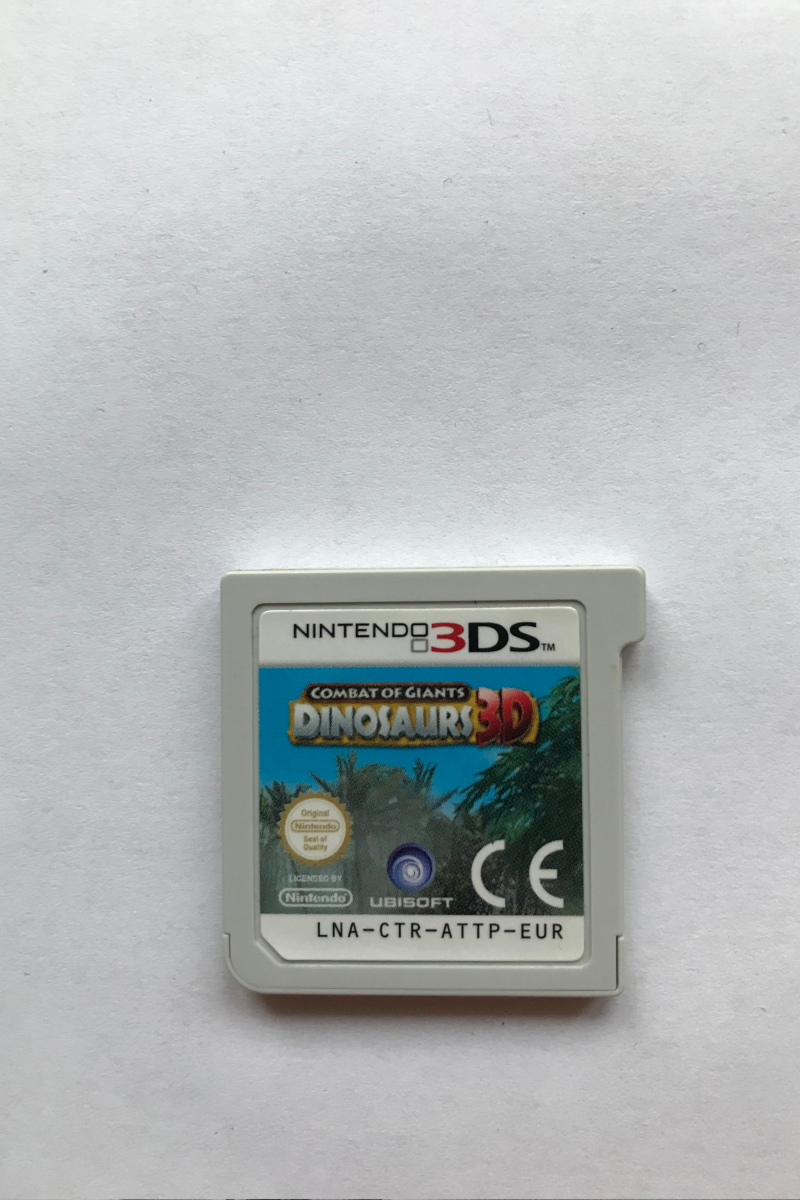 NINTENDO 3DS™
COMBAT OF GIANTS
DINOSAURS 3D
Original
Nintendo
Seal of
Quality
LICENSED BY
Nintendo
UBISOFT
CE
LNA-CTR-ATTP-EUR